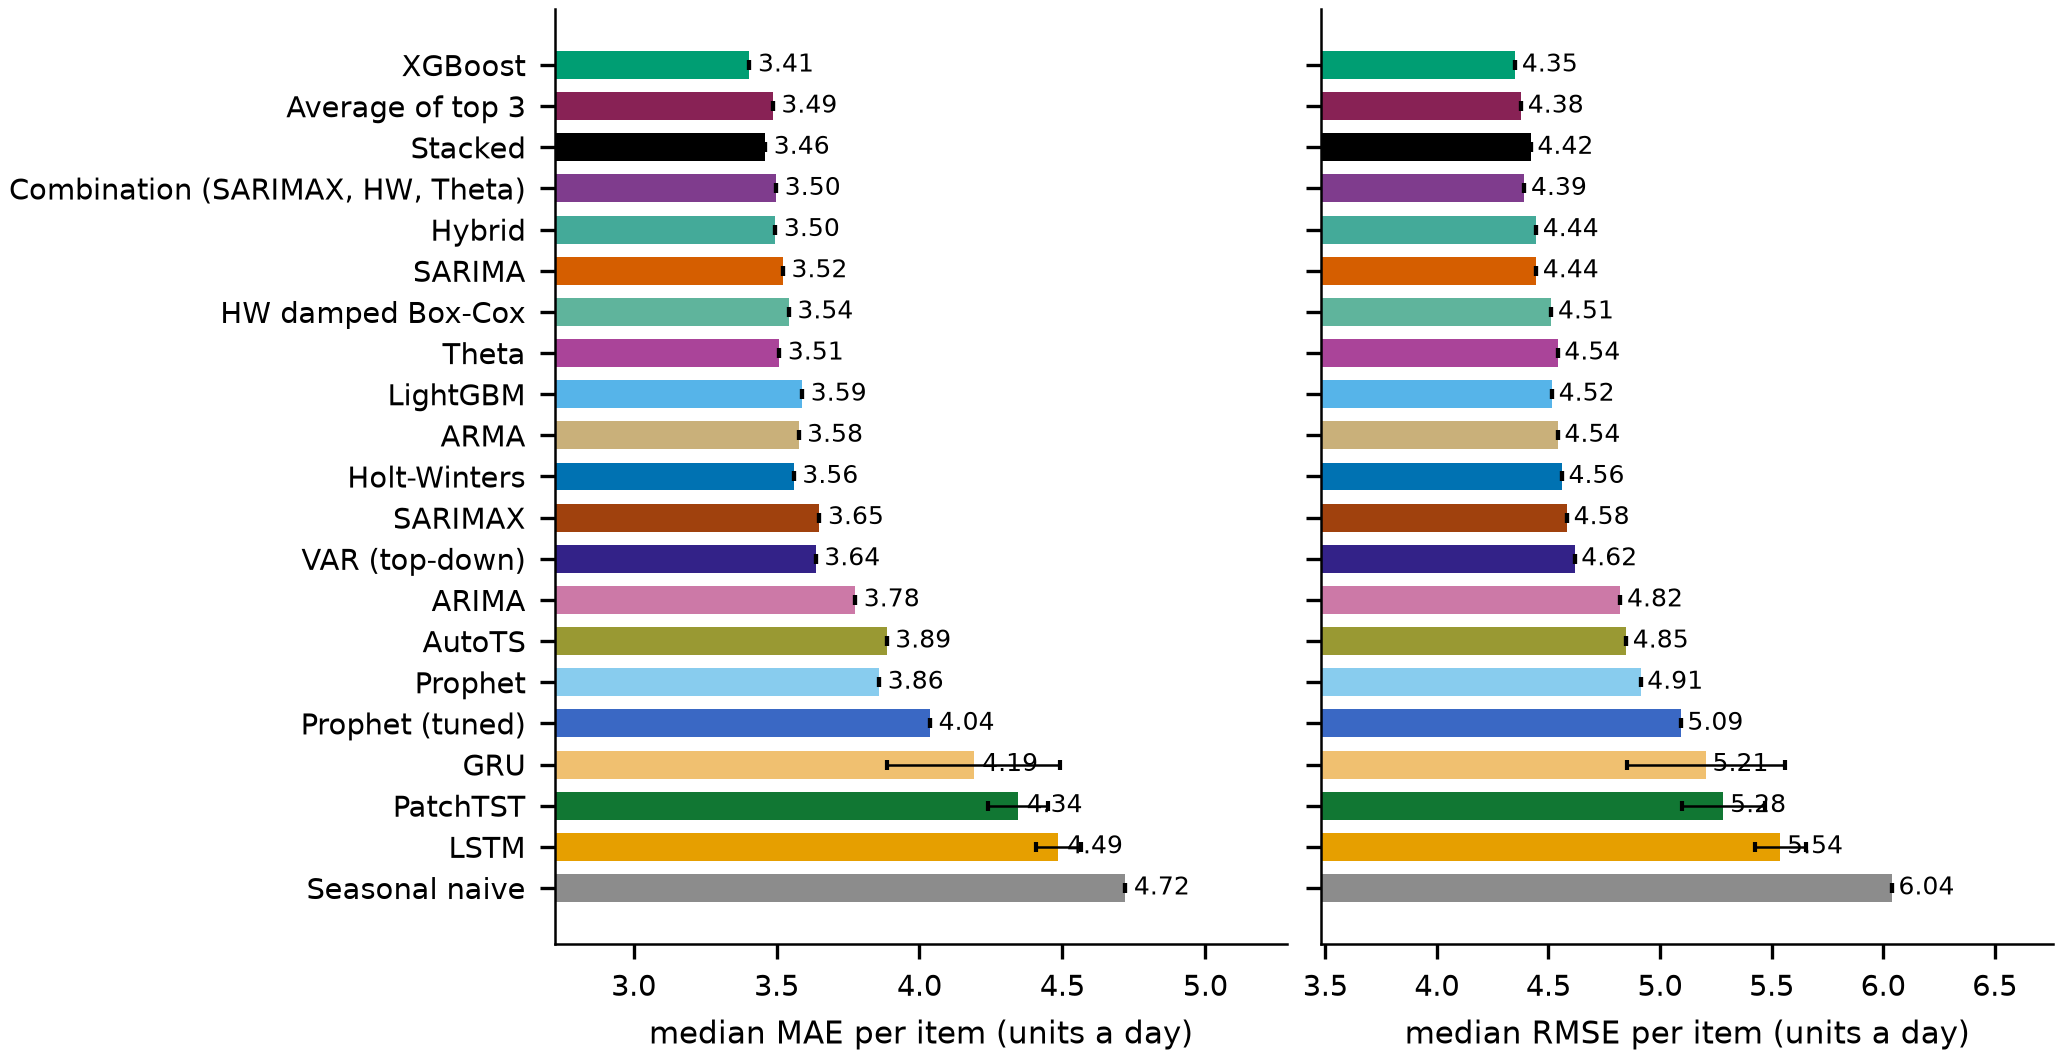 XGBoost 3.41 4.35
Average of top 3 3.49 4.38
Stacked 3.46 4.42
Combination (SARIMAX, HW, Theta) 3.50 4.39
Hybrid 3.50 4.44
SARIMA 3.52 4.44
HW damped Box-Cox 3.54 4.51
Theta 3.51 4.54
LightGBM 3.59 4.52
ARMA 3.58 4.54
Holt-Winters 3.56 4.56
SARIMAX 3.65 4.58
VAR (top-down) 3.64 4.62
ARIMA 3.78 4.82
AutoTS 3.89 4.85
Prophet 3.86 4.91
Prophet (tuned) 4.04 5.09
GRU 4.19 5.21
PatchTST 4.34 5.28
LSTM 4.49 5.54
Seasonal naive 4.72 6.04
3.0 3.5 4.0 4.5 5.0 3.5 4.0 4.5 5.0 5.5 6.0 6.5
median MAE per item (units a day) median RMSE per item (units a day)